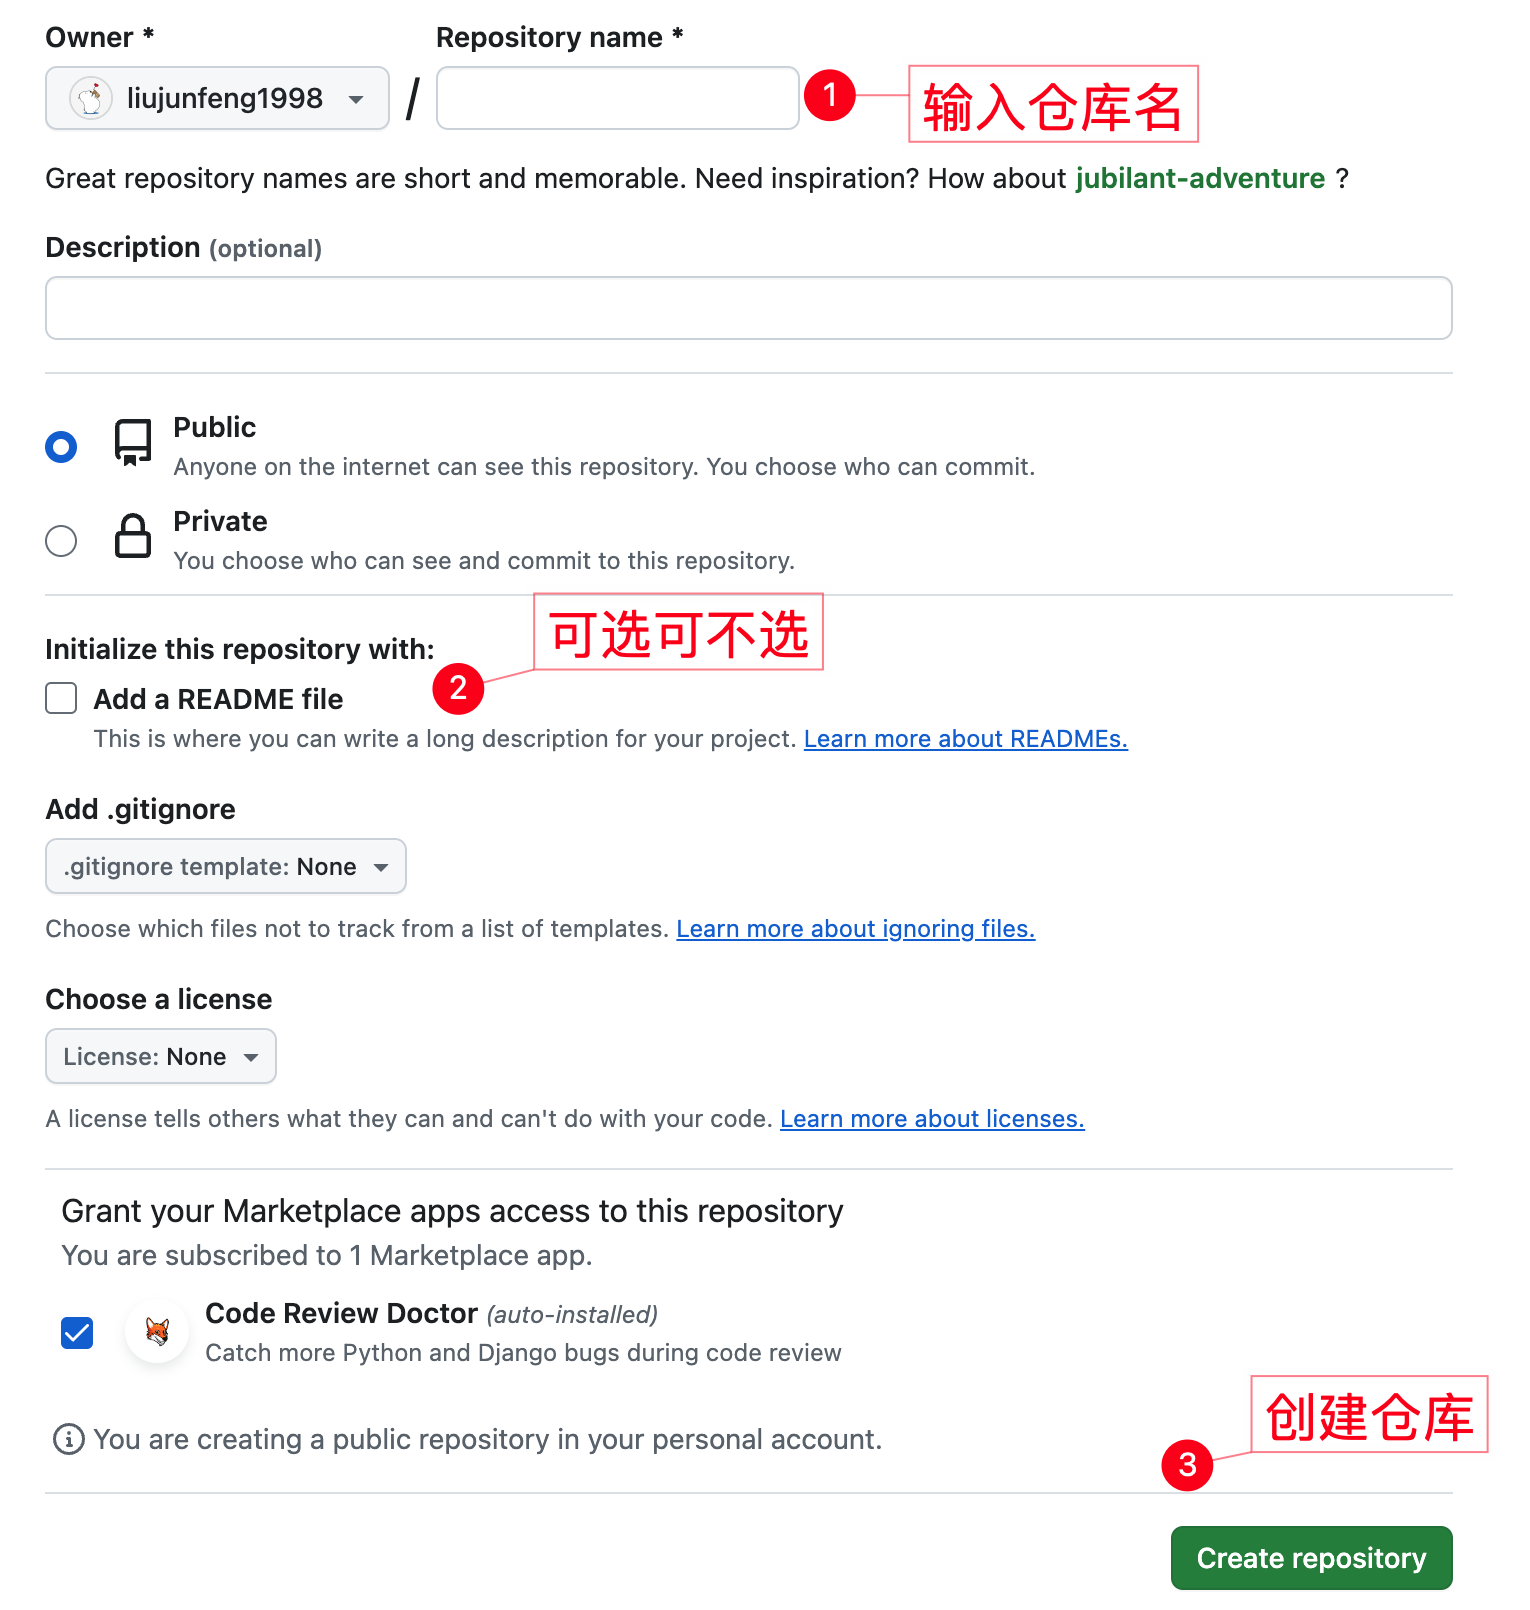 Owner *
Repository name *
liujunfeng1998
/
1
输入仓库名
Great repository names are short and memorable. Need inspiration? How about jubilant-adventure ?
Description (optional)
Public
Anyone on the internet can see this repository. You choose who can commit.
Private
You choose who can see and commit to this repository.
可选可不选
Initialize this repository with:
2
Add a README file
This is where you can write a long description for your project. Learn more about READMEs.
Add .gitignore
.gitignore template: None
Choose which files not to track from a list of templates. Learn more about ignoring files.
Choose a license
License: None
A license tells others what they can and can't do with your code. Learn more about licenses.
Grant your Marketplace apps access to this repository
You are subscribed to 1 Marketplace app.
Code Review Doctor (auto-installed)
Catch more Python and Django bugs during code review
创建仓库
You are creating a public repository in your personal account.
3
Create repository